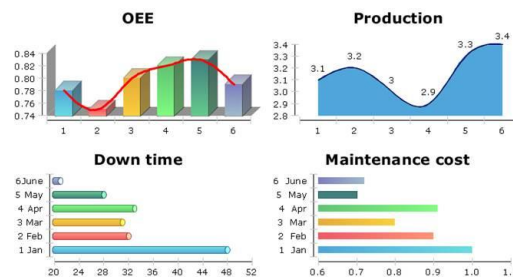 OEE
0.84
0.82
0.80
0.78
0.76
0.74
1 2 3 4 5 6
Production
3.4
3.3
3.2
3.1
3.0
2.9
2.8
3.1
3.2
3
2.9
3.3
3.4
1 2 3 4 5 6
Down time
6June
5 May
4 Apr
3 Mar
2 Feb
1 Jan
20 24 28 32 36 40 44 48 52
Maintenance cost
6 June
5 May
4 Apr
3 Mar
2 Feb
1 Jan
0.6 0.7 0.8 0.9 1.0